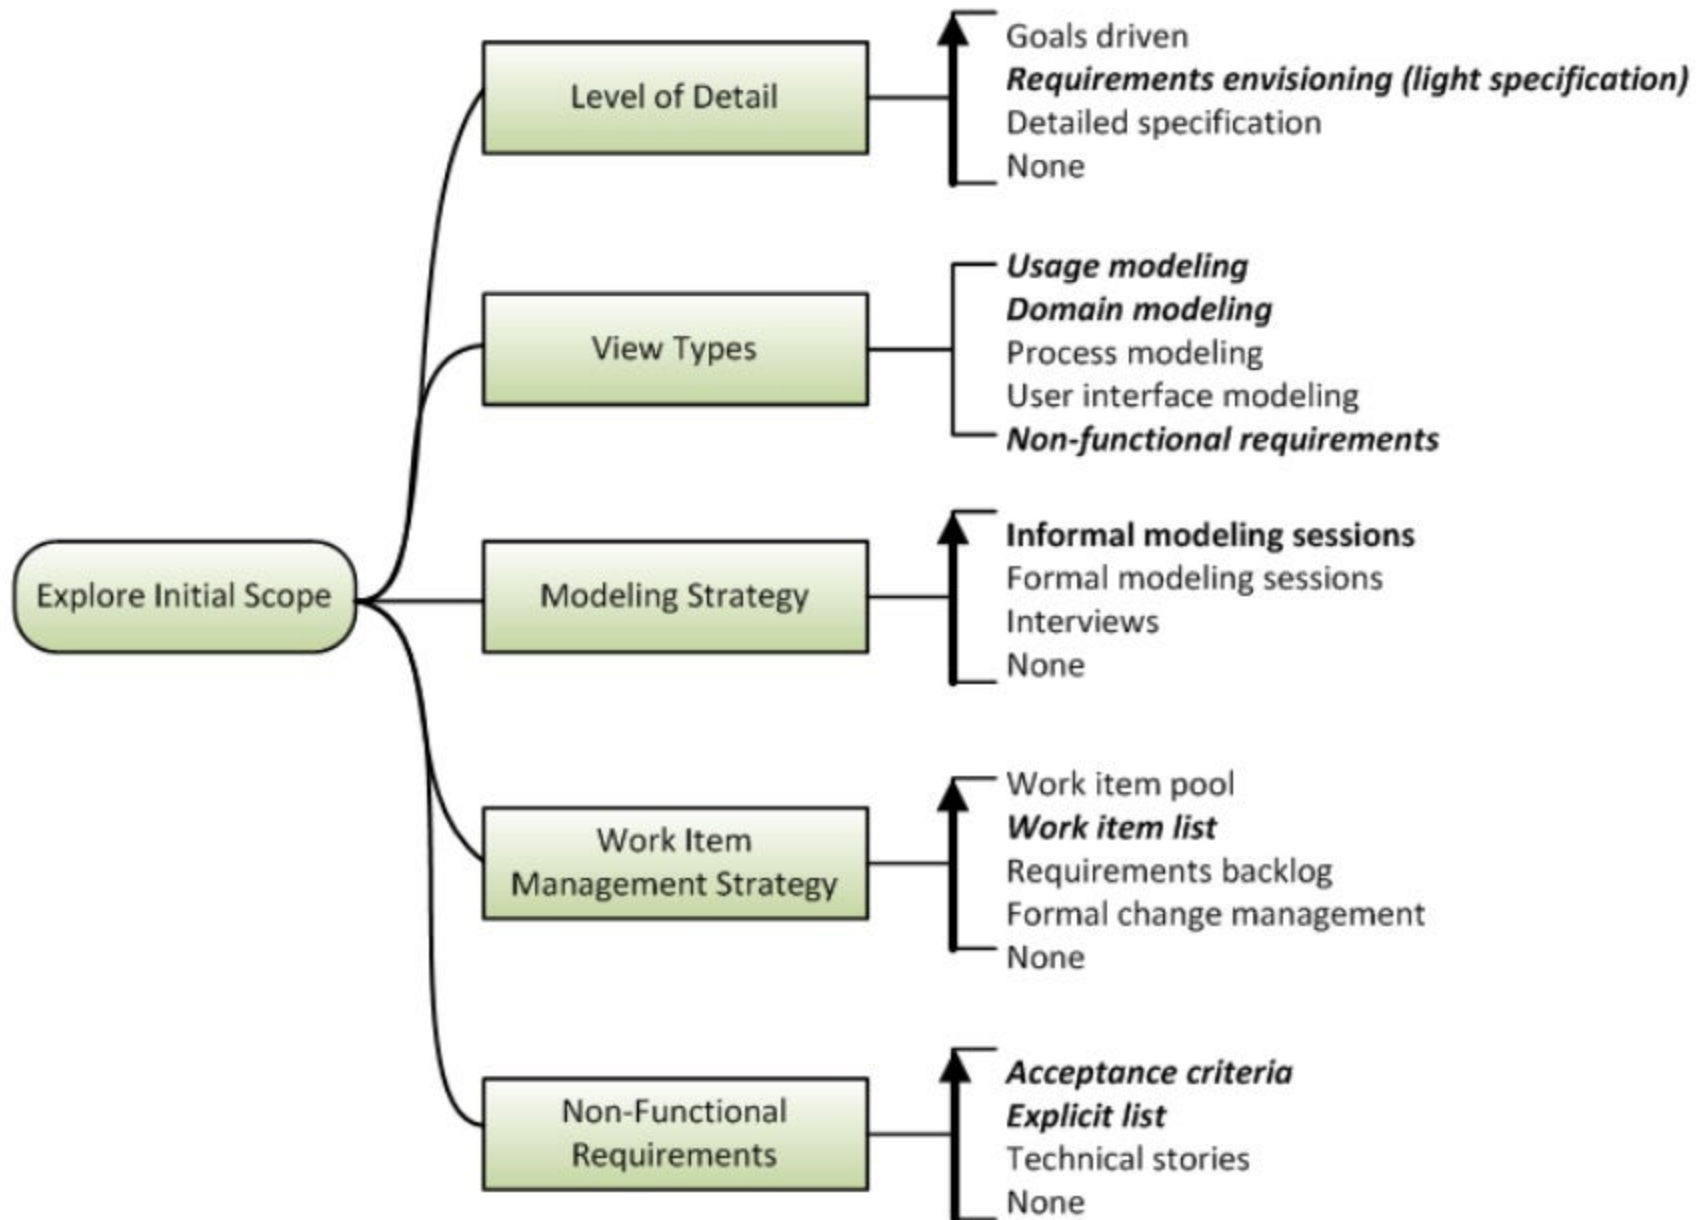 Explore Initial Scope
Level of Detail
Goals driven
Requirements envisioning (light specification)
Detailed specification
None
View Types
Usage modeling
Domain modeling
Process modeling
User interface modeling
Non-functional requirements
Modeling Strategy
Informal modeling sessions
Formal modeling sessions
Interviews
None
Work Item
Management Strategy
Work item pool
Work item list
Requirements backlog
Formal change management
None
Non-Functional
Requirements
Acceptance criteria
Explicit list
Technical stories
None